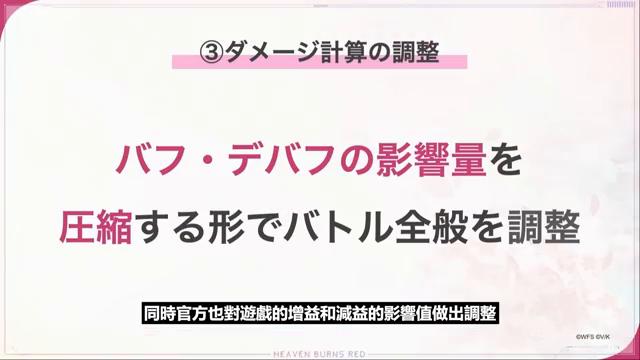 ③ダメージ計算の調整
バフ・デバフの影響量を
圧縮する形でバトル全般を調整
同時官方也對遊戲的增益和減益的影響值做出調整
©WFS ©V/K
HEAVEN BURNS RED